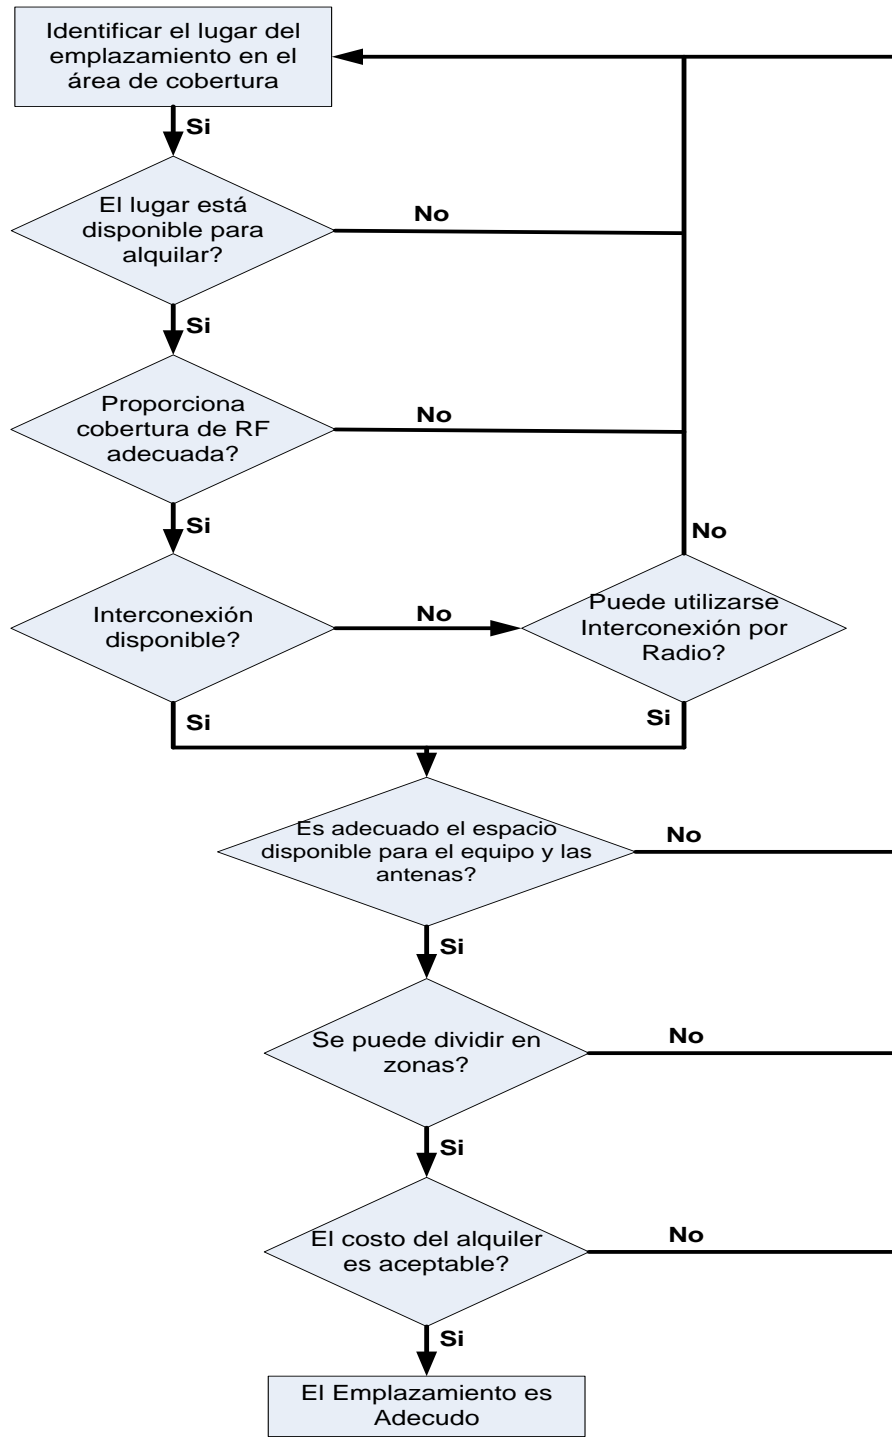 Identificar el lugar del
emplazamiento en el
área de cobertura
Si
El lugar está
disponible para
alquilar?
No
Si
Proporciona
cobertura de RF
adecuada?
No
Si
Interconexión
disponible?
No
Puede utilizarse
Interconexión por
Radio?
No
Si
Si
Es adecuado el espacio
disponible para el equipo y las
antenas?
No
Si
Se puede dividir en
zonas?
No
Si
El costo del alquiler
es aceptable?
No
Si
El Emplazamiento es
Adecudo